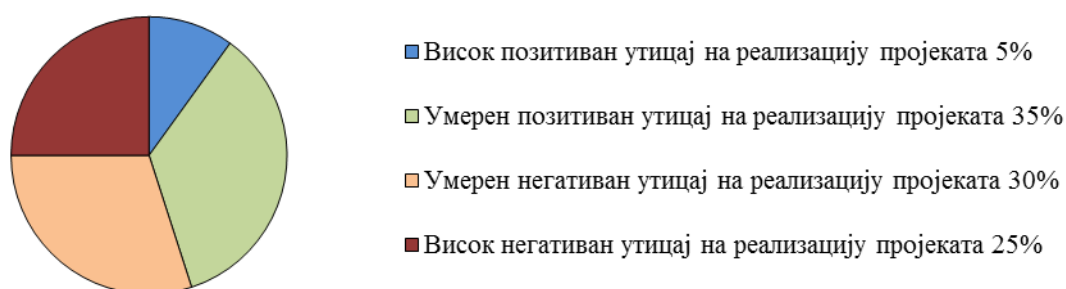 Висок позитиван утицај на реализацију пројеката 5%
Умерен позитиван утицај на реализацију пројеката 35%
Умерен негативан утицај на реализацију пројеката 30%
Висок негативан утицај на реализацију пројеката 25%